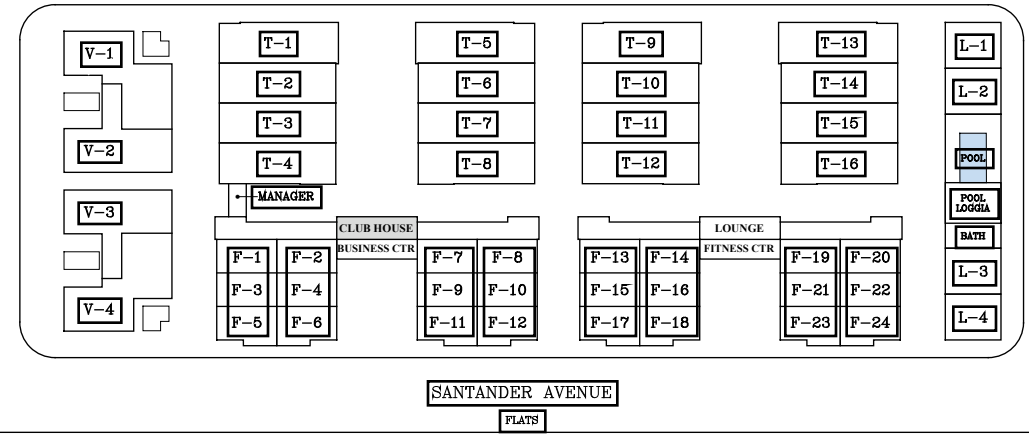 V-1
T-1
T-5
T-9
T-13
L-1
T-2
T-6
T-10
T-14
L-2
T-3
T-7
T-11
T-15
V-2
T-4
T-8
T-12
T-16
POOL
MANAGER
POOL
LOGGIA
V-3
CLUB HOUSE
LOUNGE
BATH
BUSINESS CTR
FITNESS CTR
F-1
F-2
F-7
F-8
F-13
F-14
F-19
F-20
L-3
F-3
F-4
F-9
F-10
F-15
F-16
F-21
F-22
V-4
F-5
F-6
F-11
F-12
F-17
F-18
F-23
F-24
L-4
SANTANDER AVENUE
FLATS